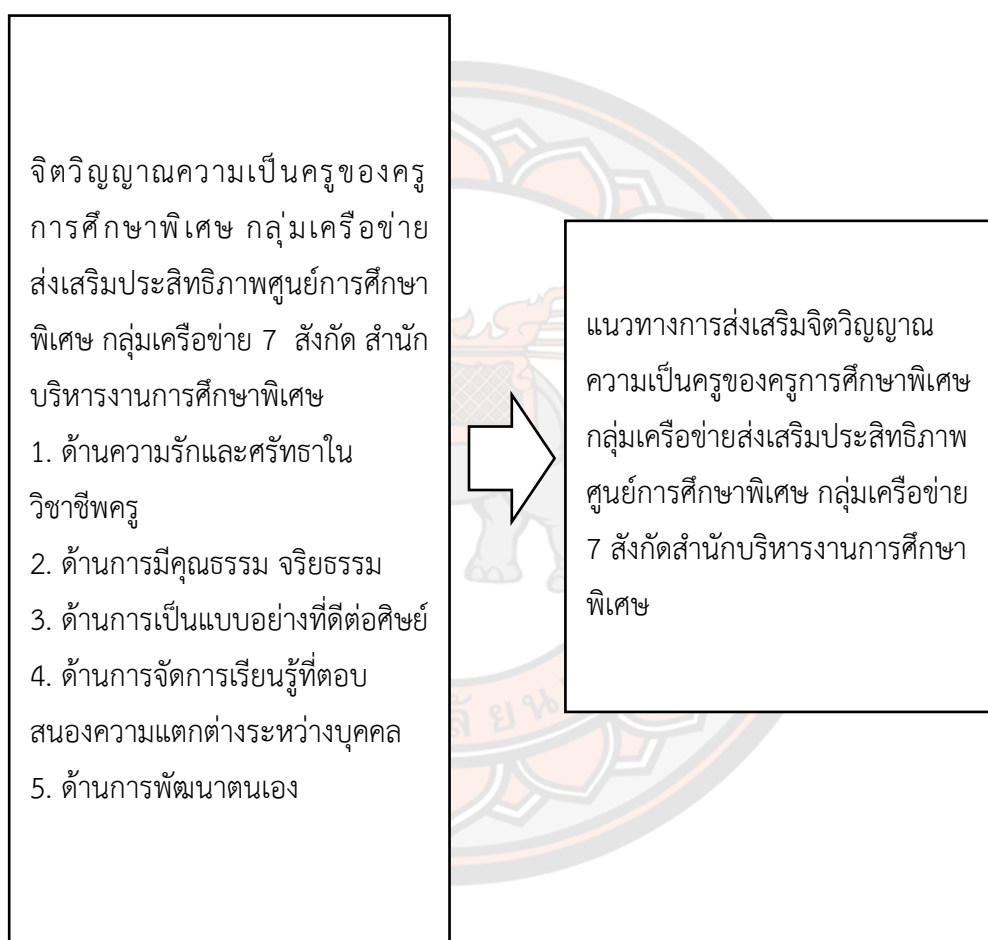 จิตวิญญาณความเป็นครูของครู
การศึกษาพิเศษ กลุ่มเครือข่าย
ส่งเสริมประสิทธิภาพศูนย์การศึกษา
พิเศษ กลุ่มเครือข่าย 7 สังกัด สำนัก
บริหารงานการศึกษาพิเศษ
1. ด้านความรักและศรัทธาใน
วิชาชีพครู
2. ด้านการมีคุณธรรม จริยธรรม
3. ด้านการเป็นแบบอย่างที่ดีต่อศิษย์
4. ด้านการจัดการเรียนรู้ที่ตอบ
สนองความแตกต่างระหว่างบุคคล
5. ด้านการพัฒนาตนเอง
แนวทางการส่งเสริมจิตวิญญาณ
ความเป็นครูของครูการศึกษาพิเศษ
กลุ่มเครือข่ายส่งเสริมประสิทธิภาพ
ศูนย์การศึกษาพิเศษ กลุ่มเครือข่าย
7 สังกัดสำนักบริหารงานการศึกษา
พิเศษ